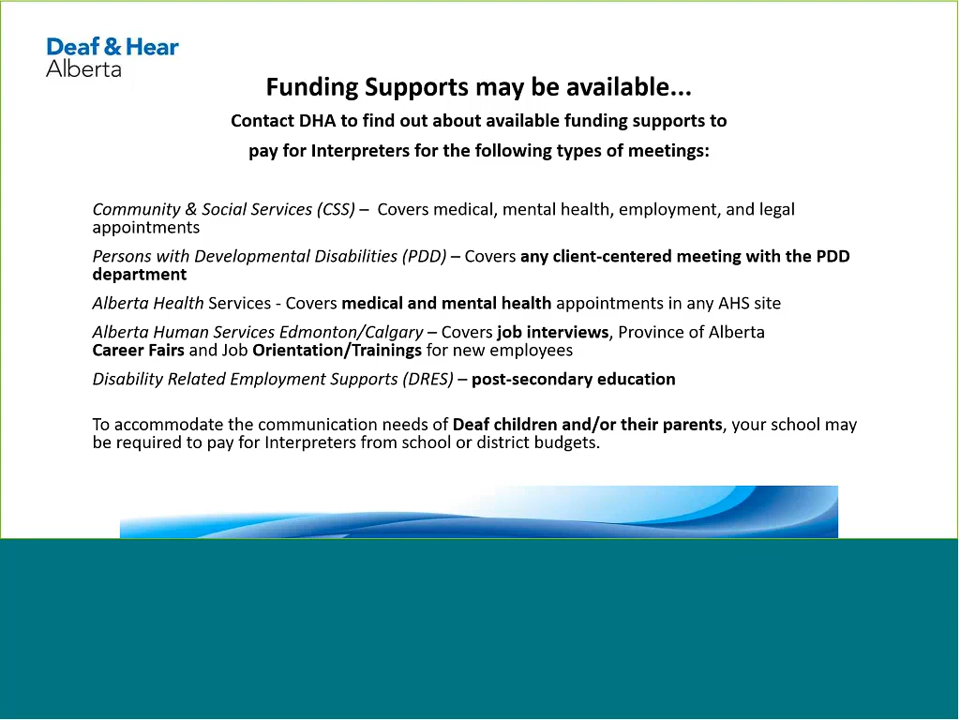 Deaf & Hear
Alberta
Funding Supports may be available...
Contact DHA to find out about available funding supports to
pay for Interpreters for the following types of meetings:
Community & Social Services (CSS) – Covers medical, mental health, employment, and legal
appointments
Persons with Developmental Disabilities (PDD) – Covers any client-centered meeting with the PDD
department
Alberta Health Services - Covers medical and mental health appointments in any AHS site
Alberta Human Services Edmonton/Calgary – Covers job interviews, Province of Alberta
Career Fairs and Job Orientation/Trainings for new employees
Disability Related Employment Supports (DRES) – post-secondary education
To accommodate the communication needs of Deaf children and/or their parents, your school may
be required to pay for Interpreters from school or district budgets.